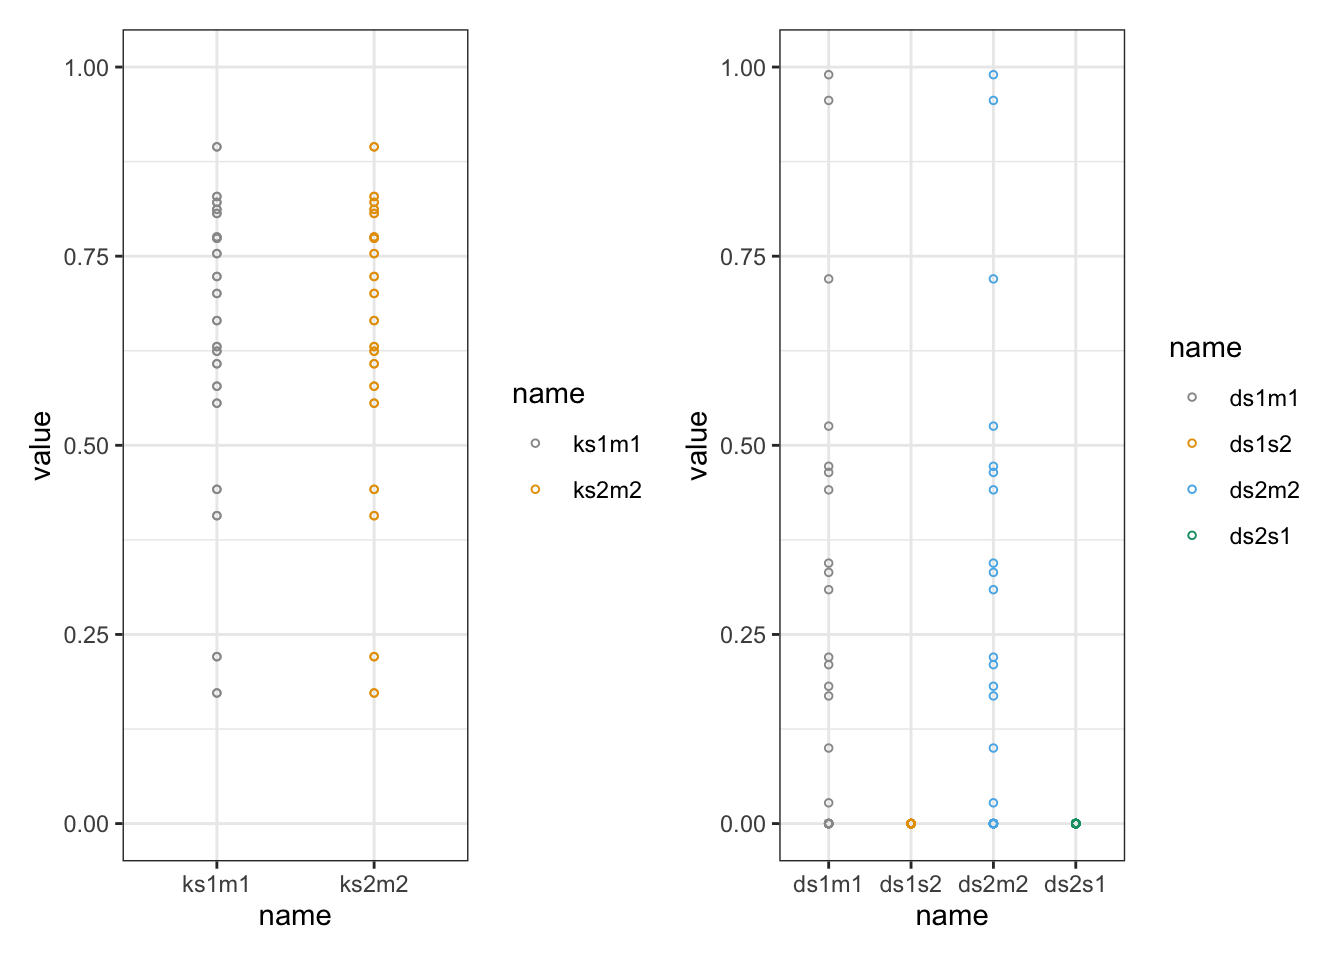 1.00
0.75
0.50
0.25
0.00
value
ks1m1 ks2m2
name
name
ks1m1
ks2m2
1.00
0.75
0.50
0.25
0.00
value
ds1m1 ds1s2 ds2m2 ds2s1
name
name
ds1m1
ds1s2
ds2m2
ds2s1